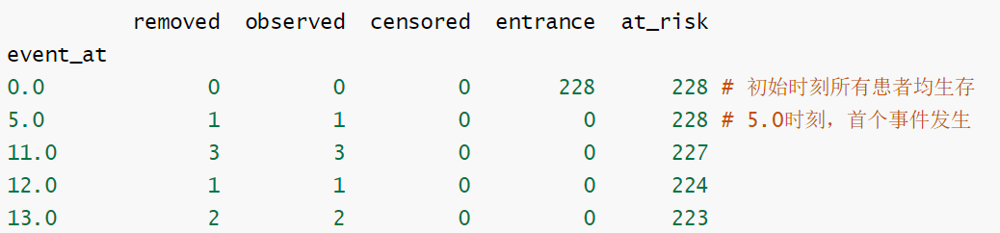 removed observed censored entrance at_risk
event_at
0.0 0 0 0 228 228 # 初始时刻所有患者均生存
5.0 1 1 0 0 228 # 5.0时刻，首个事件发生
11.0 3 3 0 0 227
12.0 1 1 0 0 224
13.0 2 2 0 0 223